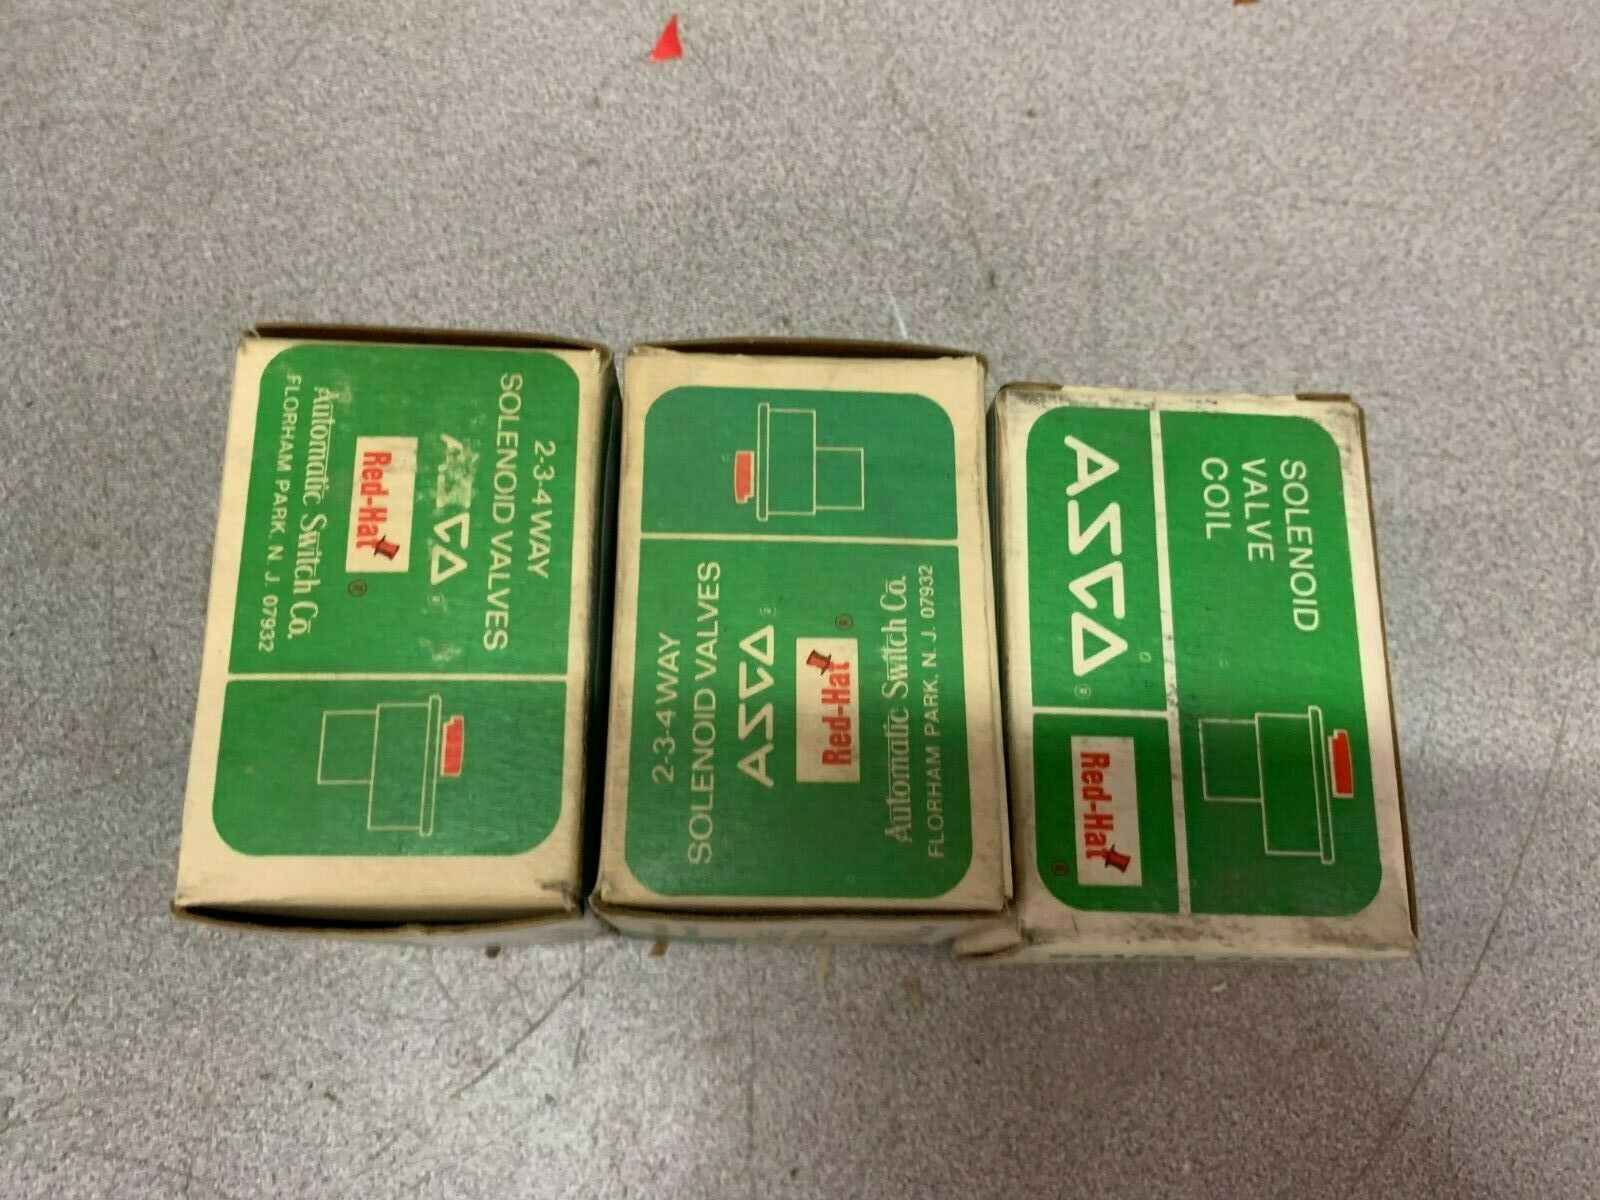 2-3-4 WAY
SOLENOID VALVES
ASCO®
Red-Hat®
Automatic Switch Co.
FLORHAM PARK, N. J. 07932
2-3-4 WAY
SOLENOID VALVES
ASCO®
Red-Hat®
Automatic Switch Co.
FLORHAM PARK, N. J. 07932
SOLENOID
VALVE
COIL
ASCO®
Red-Hat®